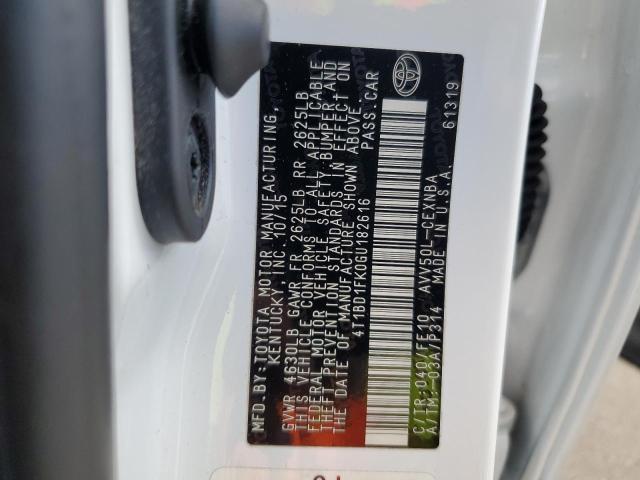 MFD.BY:TOYOTA MOTOR MANUFACTURING,
KENTUCKY,INC. 10/15
GVWR 4630LB GAWR FR 2625LB RR 2625LB
THIS VEHICLE CONFORMS TO ALL APPLICABLE
FEDERAL MOTOR VEHICLE SAFETY, BUMPER, AND
THEFT PREVENTION STANDARDS IN EFFECT ON
THE DATE OF MANUFACTURE SHOWN ABOVE.
4T1BD1FK0GU182616 PASS.CAR
C/TR:040/FE10 AVV50L-CEXNBA
A/TM:-03A/P314 MADE IN U.S.A. 61319